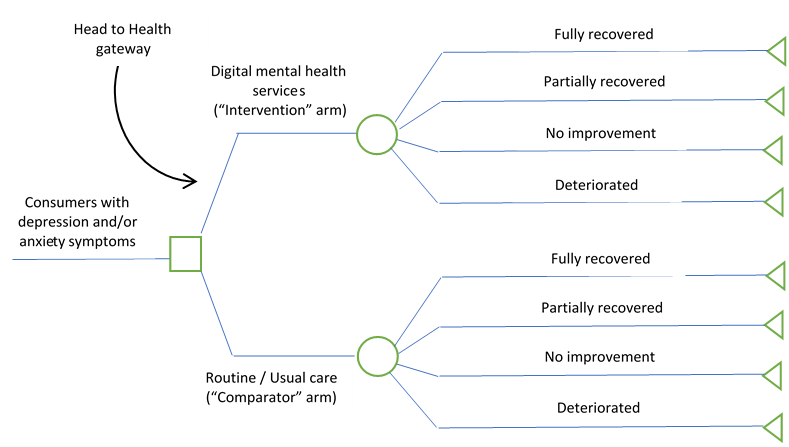 Head to Health
gateway
Digital mental health
services
(“Intervention” arm)
Fully recovered
Partially recovered
No improvement
Deteriorated
Consumers with
depression and/or
anxiety symptoms
Fully recovered
Partially recovered
No improvement
Deteriorated
Routine / Usual care
(“Comparator” arm)